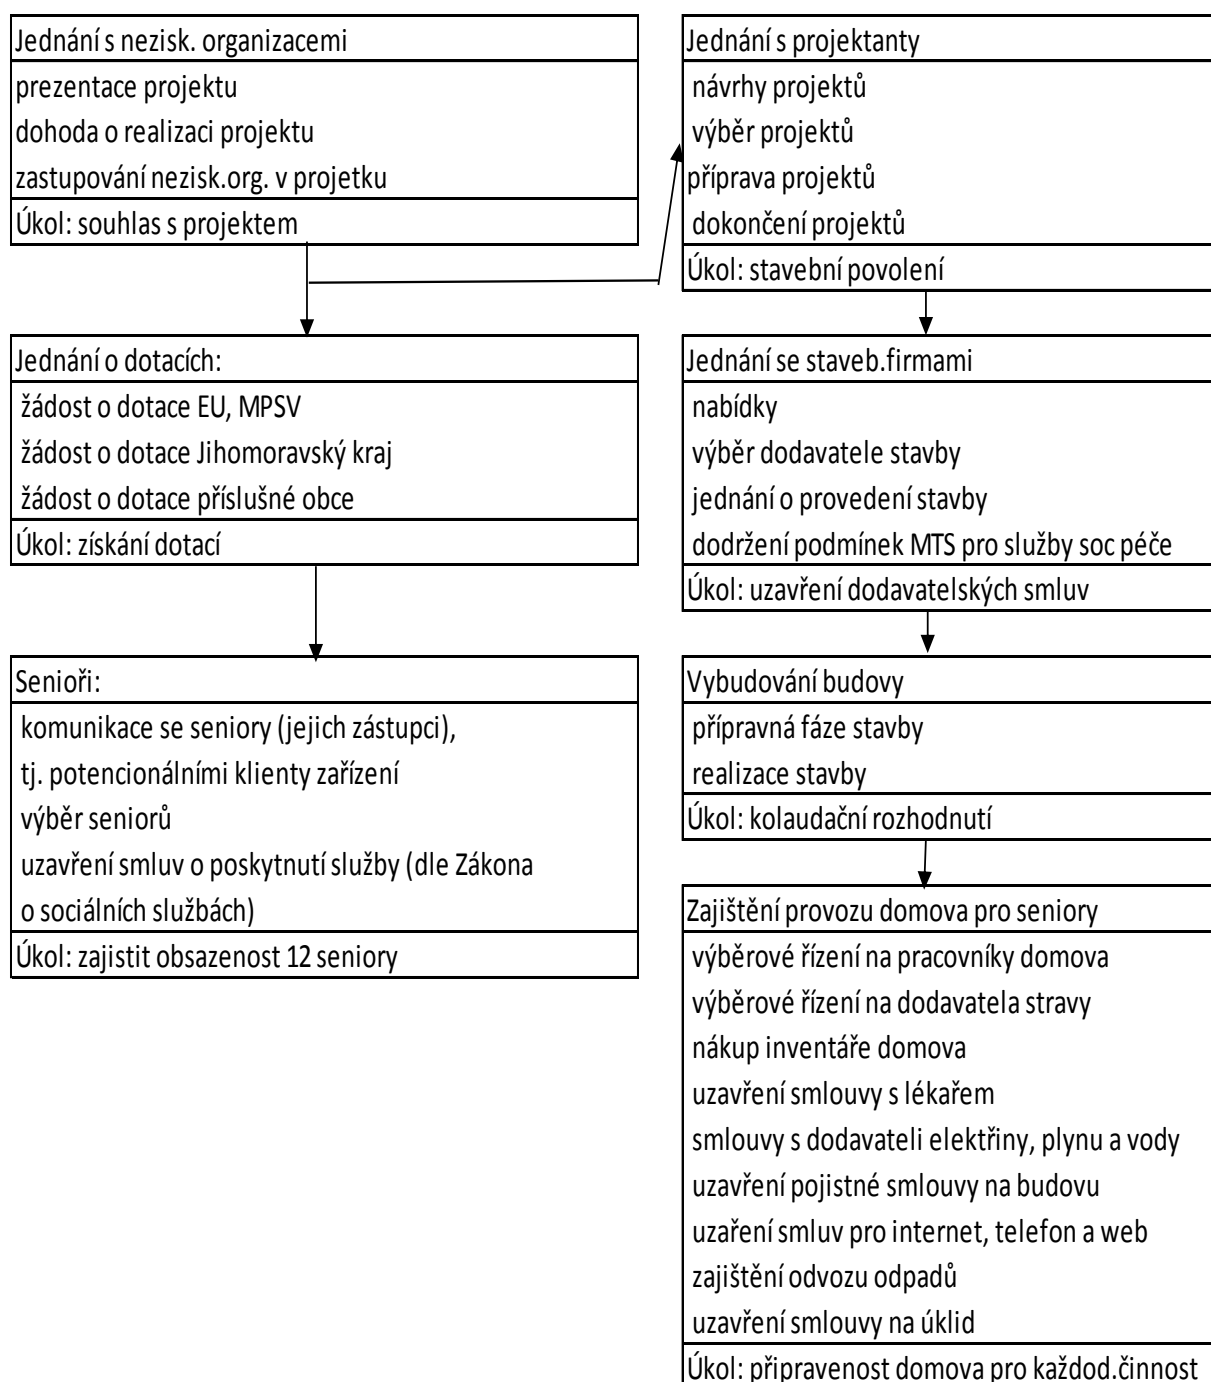 Jednání s nezisk. organizacemi
prezentace projektu
dohoda o realizaci projektu
zastupování nezisk.org. v projetku
Úkol: souhlas s projektem
Jednání o dotacích:
žádost o dotace EU, MPSV
žádost o dotace Jihomoravský kraj
žádost o dotace příslušné obce
Úkol: získání dotací
Senioři:
komunikace se seniory (jejich zástupci),
tj. potencionálními klienty zařízení
výběr seniorů
uzavření smluv o poskytnutí služby (dle Zákona
o sociálních službách)
Úkol: zajistit obsazenost 12 seniory
Jednání s projektanty
návrhy projektů
výběr projektů
příprava projektů
dokončení projektů
Úkol: stavební povolení
Jednání se staveb.firmami
nabídky
výběr dodavatele stavby
jednání o provedení stavby
dodržení podmínek MTS pro služby soc péče
Úkol: uzavření dodavatelských smluv
Vybudování budovy
přípravná fáze stavby
realizace stavby
Úkol: kolaudační rozhodnutí
Zajištění provozu domova pro seniory
výběrové řízení na pracovníky domova
výběrové řízení na dodavatela stravy
nákup inventáře domova
uzavření smlouvy s lékařem
smlouvy s dodavateli elektřiny, plynu a vody
uzavření pojistné smlouvy na budovu
uzaření smluv pro internet, telefon a web
zajištění odvozu odpadů
uzavření smlouvy na úklid
Úkol: připravenost domova pro každod.činnost